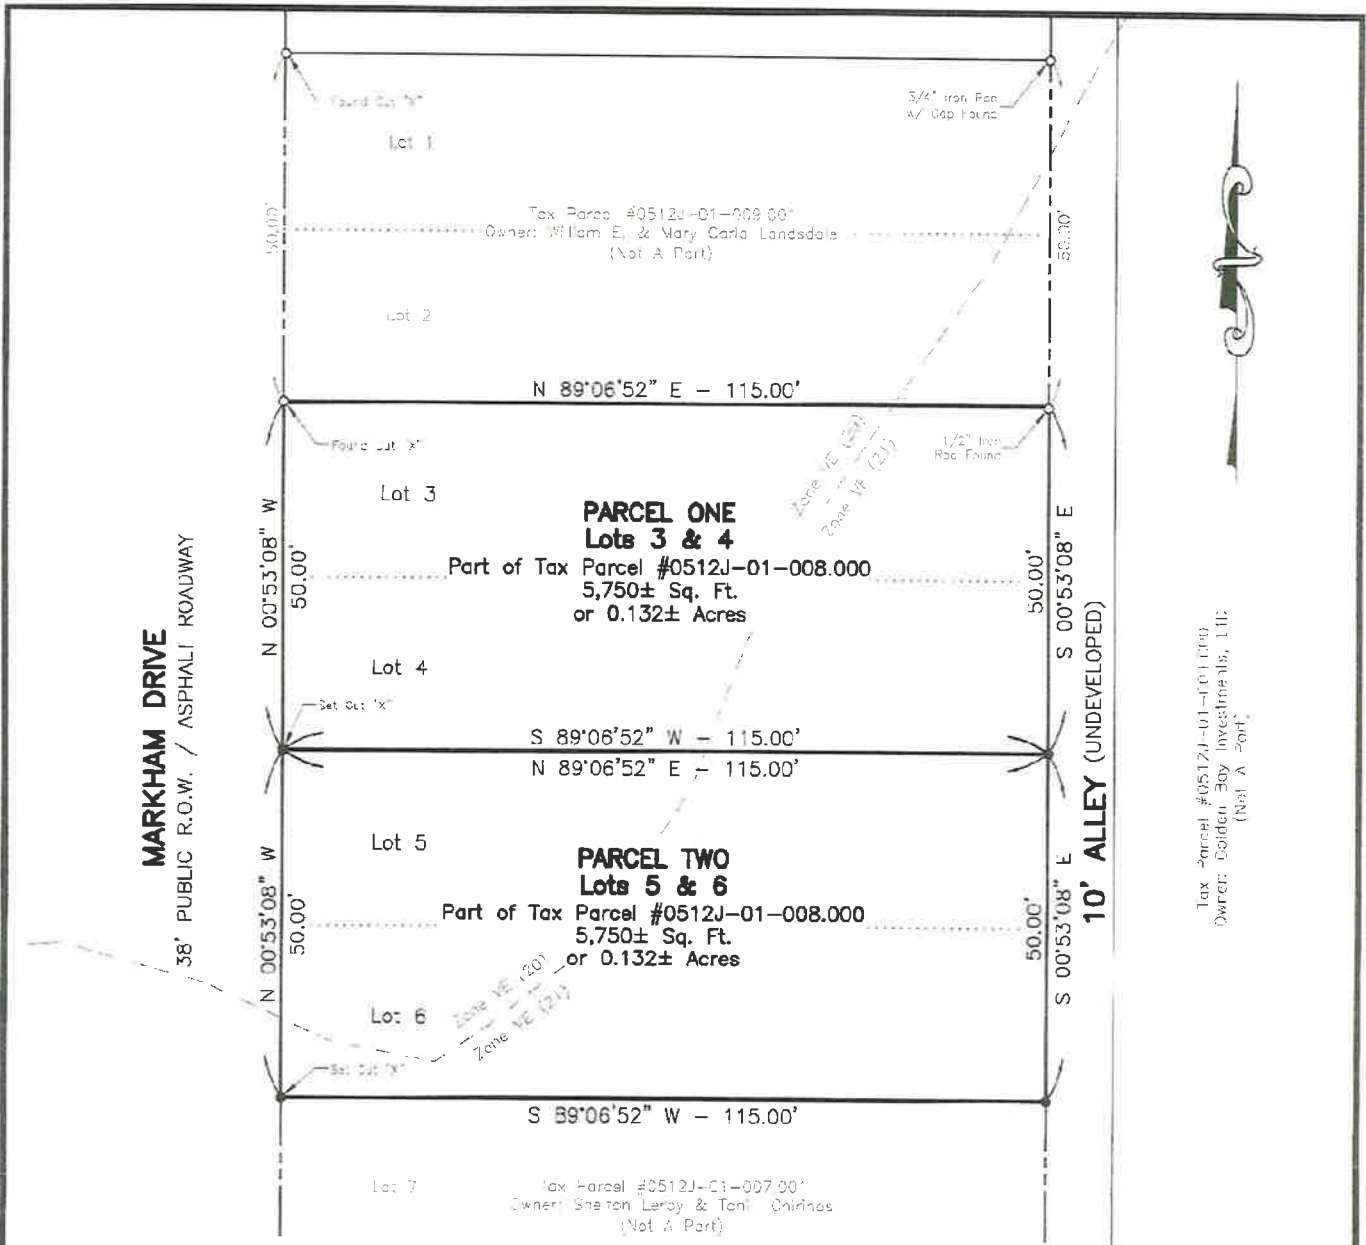 Found Cut "X"
3/4" Iron Rod
w/ Cap Found
Lot 1
50.00'
50.00'
Tax Parcel #0512J-01-009.00
Owner: William E. & Mary Carla Landsdale
(Not A Part)
Lot 2
N 89°06'52" E - 115.00'
Found Cut "X"
1/2" Iron
Rod Found
Zone VE (20)
Zone VE (21)
Lot 3
PARCEL ONE
Lots 3 & 4
Part of Tax Parcel #0512J-01-008.000
5,750± Sq. Ft.
or 0.132± Acres
N 00°53'08" W
50.00'
50.00'
S 00°53'08" E
Lot 4
Set Cut "X"
S 89°06'52" W - 115.00'
N 89°06'52" E - 115.00'
MARKHAM DRIVE
38' PUBLIC R.O.W. / ASPHALT ROADWAY
10' ALLEY (UNDEVELOPED)
Tax Parcel
Owner: Golden Bay Investments,
(Not A Part)
Lot 5
PARCEL TWO
Lots 5 & 6
Part of Tax Parcel #0512J-01-008.000
5,750± Sq. Ft.
or 0.132± Acres
N 00°53'08" W
50.00'
50.00'
S 00°53'08" E
Zone VE (20)
Zone VE (21)
Lot 6
Set Cut "X"
S 89°06'52" W - 115.00'
Lot 7
Tax Parcel #0512J-01-007.00
Owner: Leroy & Chirinos
(Not A Part)